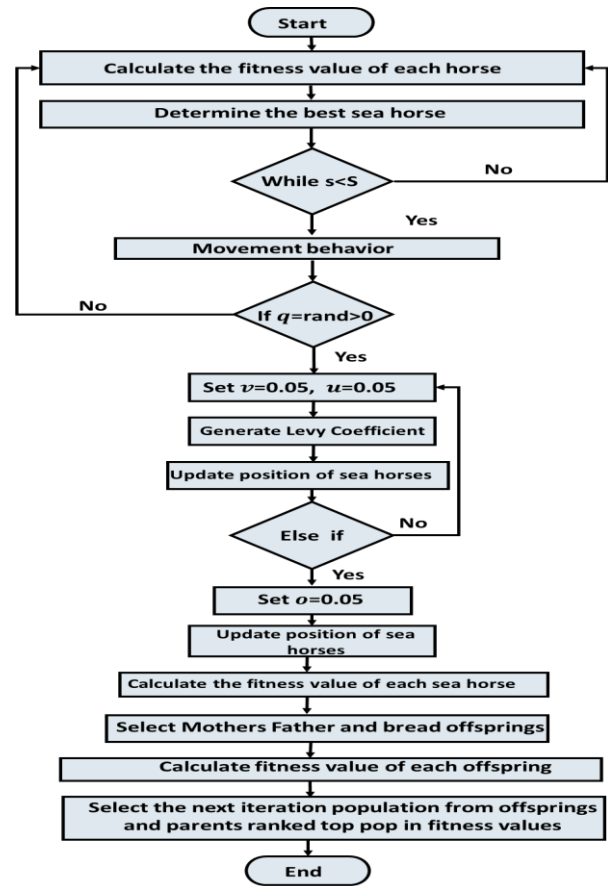 Start
Calculate the fitness value of each horse
Determine the best sea horse
While s<S
No
Yes
Movement behavior
No
If q=rand>0
Yes
Set v=0.05, u=0.05
Generate Levy Coefficient
Update position of sea horses
Else if
No
Yes
Set o=0.05
Update position of sea
horses
Calculate the fitness value of each sea horse
Select Mothers Father and bread offsprings
Calculate fitness value of each offspring
Select the next iteration population from offsprings
and parents ranked top pop in fitness values
End